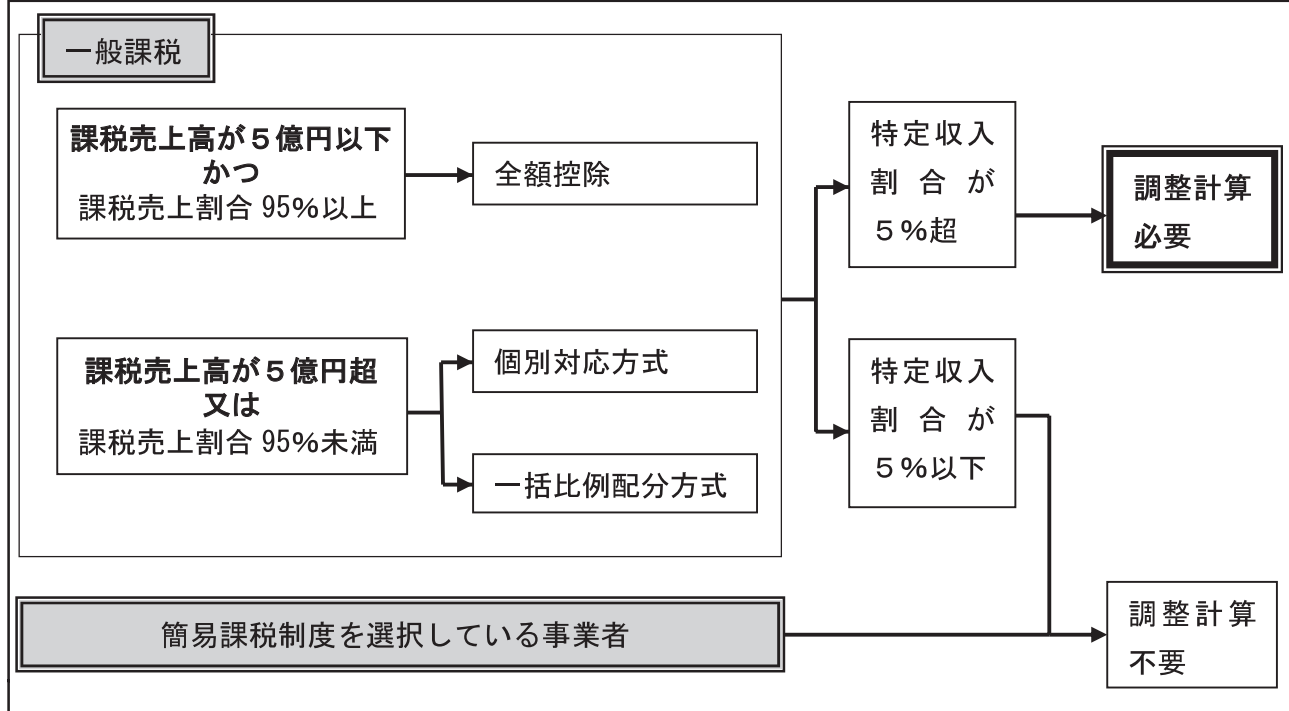 一般課税
課税売上高が５億円以下
かつ
課税売上割合 95%以上
全額控除
課税売上高が５億円超
又は
課税売上割合 95%未満
個別対応方式
一括比例配分方式
特定収入
割合が
５%超
調整計算
必要
特定収入
割合が
５%以下
簡易課税制度を選択している事業者
調整計算
不要